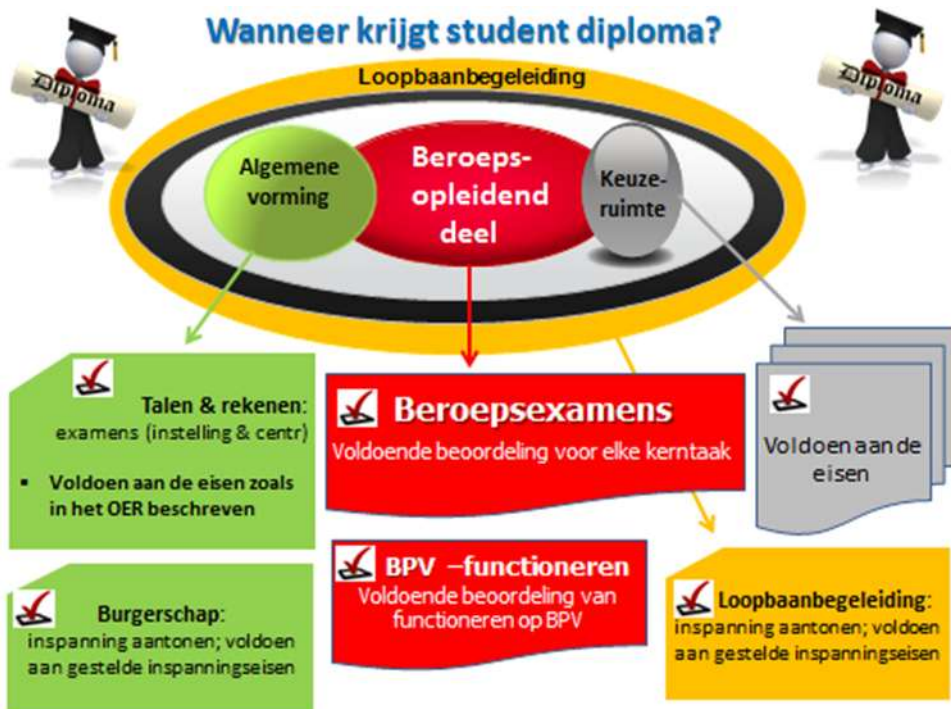 Wanneer krijgt student diploma?
Diploma
Diploma
Loopbaanbegeleiding
Algemene
vorming
Beroeps-
opleidend
deel
Keuze-
ruimte
Talen & rekenen:
examens (instelling & centr)
▪ Voldoen aan de eisen zoals
in het OER beschreven
Beroepsexamens
Voldoende beoordeling voor elke kerntaak
Voldoen aan de
eisen
Burgerschap:
inspanning aantonen; voldoen
aan gestelde inspanningseisen
BPV –functioneren
Voldoende beoordeling van
functioneren op BPV
Loopbaanbegeleiding:
inspanning aantonen; voldoen
aan gestelde inspanningseisen